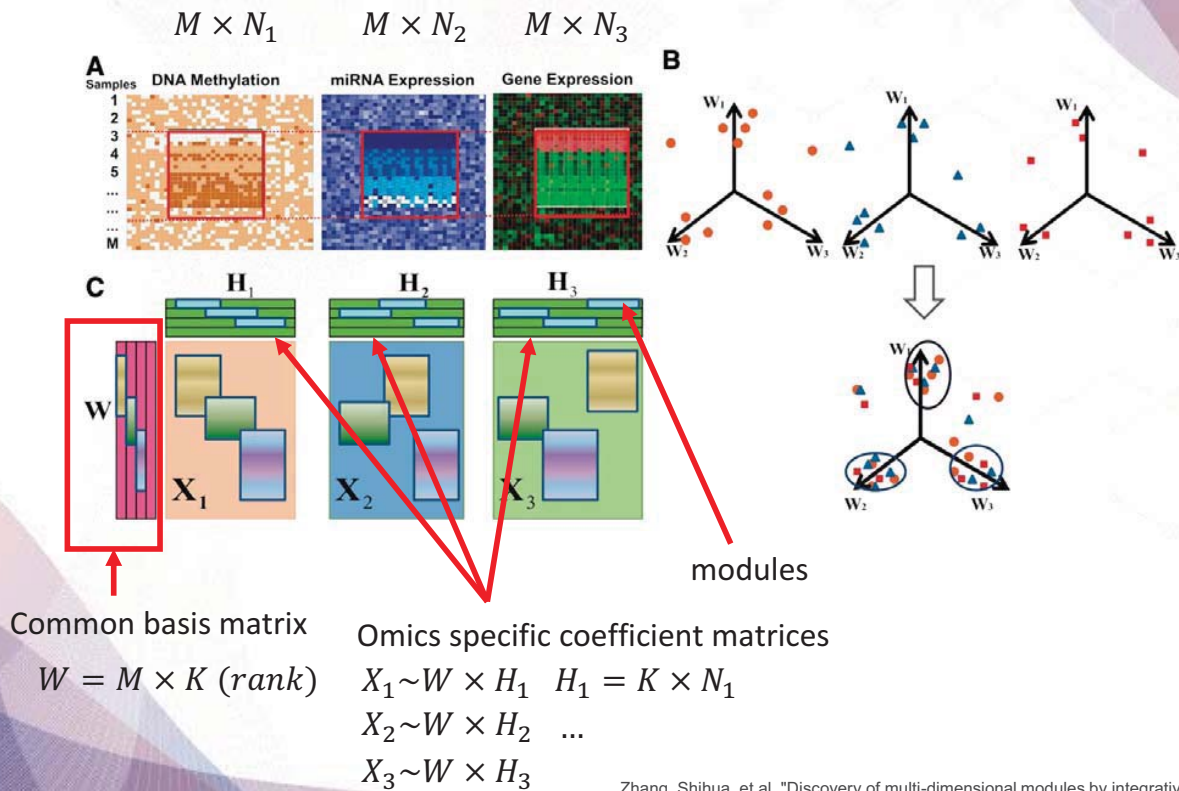 M × N₁ M × N₂ M × N₃
A
Samples DNA Methylation miRNA Expression Gene Expression
1
2
3
4
5
...
...
...
M
B
W₁ W₁ W₁
W₂ W₃ W₂ W₃ W₂ W₃
W₁
W₂ W₃
C
H₁ H₂ H₃
W
X₁ X₂ X₃
modules
Common basis matrix
W = M × K (rank)
Omics specific coefficient matrices
X₁~W × H₁ H₁ = K × N₁
X₂~W × H₂ ...
X₃~W × H₃
Zhang, Shihua, et al. "Discovery of multi-dimensional modules by integrativ